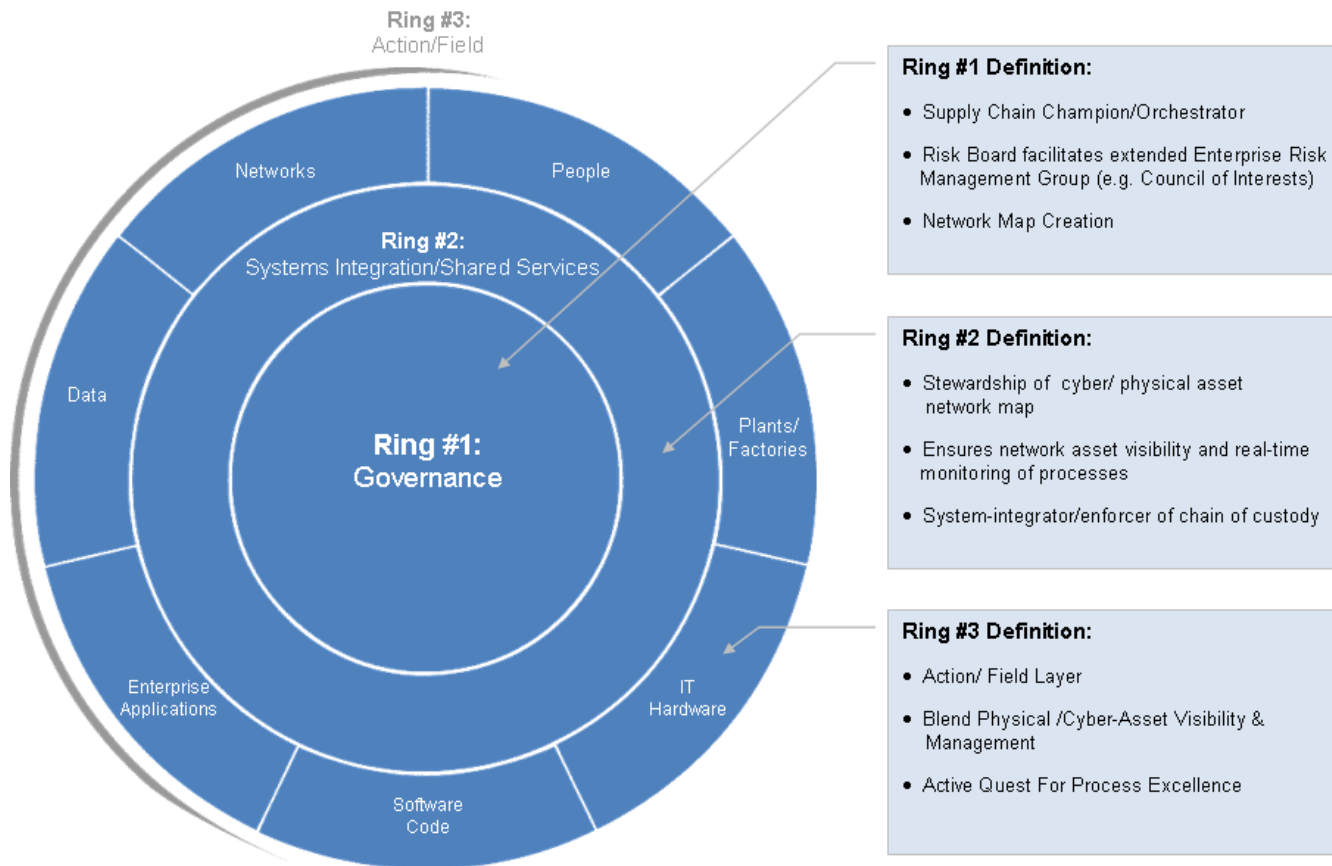 Ring #3:
Action/Field
Networks
People
Ring #2:
Systems Integration/Shared Services
Data
Plants/
Factories
Ring #1:
Governance
Enterprise
Applications
IT
Hardware
Software
Code
Ring #1 Definition:
• Supply Chain Champion/Orchestrator
• Risk Board facilitates extended Enterprise Risk
Management Group (e.g. Council of Interests)
• Network Map Creation
Ring #2 Definition:
• Stewardship of cyber/ physical asset
network map
• Ensures network asset visibility and real-time
monitoring of processes
• System-integrator/enforcer of chain of custody
Ring #3 Definition:
• Action/ Field Layer
• Blend Physical /Cyber-Asset Visibility &
Management
• Active Quest For Process Excellence